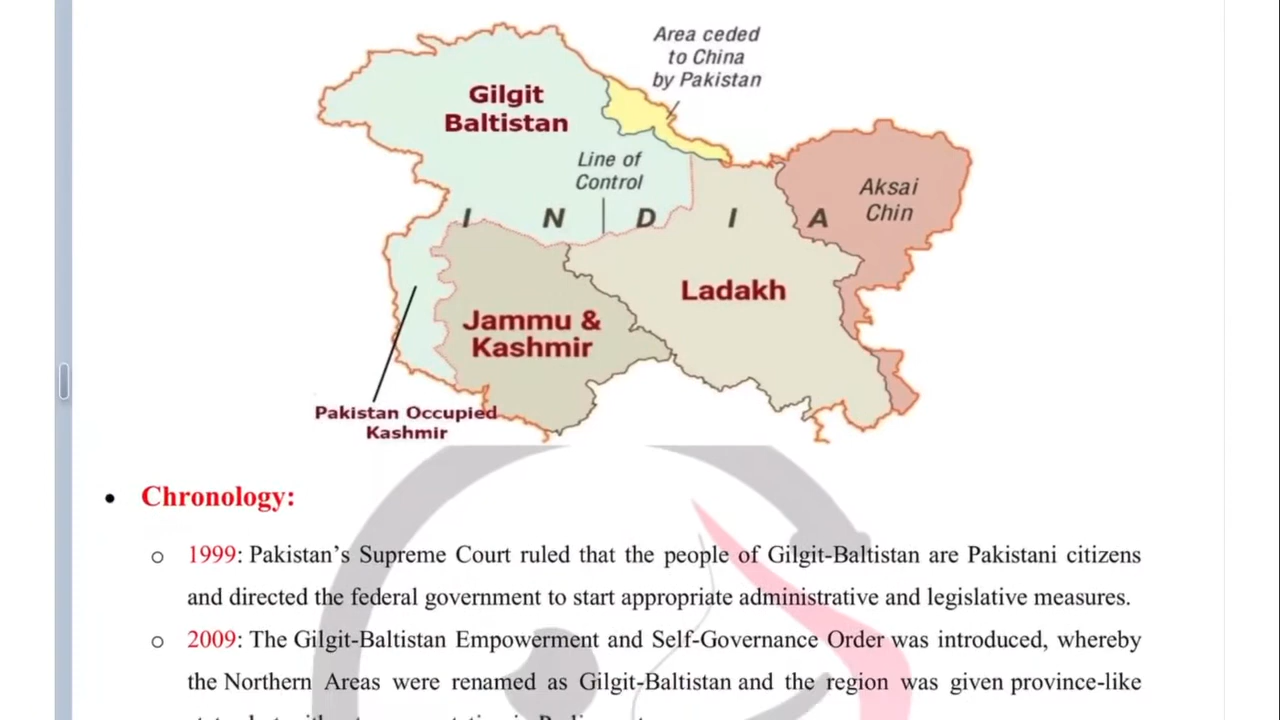 Area ceded
to China
by Pakistan
Gilgit
Baltistan
Line of
Control
Aksai
Chin
I N D I A
Ladakh
Jammu &
Kashmir
Pakistan Occupied
Kashmir
• Chronology:
o 1999: Pakistan’s Supreme Court ruled that the people of Gilgit-Baltistan are Pakistani citizens
and directed the federal government to start appropriate administrative and legislative measures.
o 2009: The Gilgit-Baltistan Empowerment and Self-Governance Order was introduced, whereby
the Northern Areas were renamed as Gilgit-Baltistan and the region was given province-like